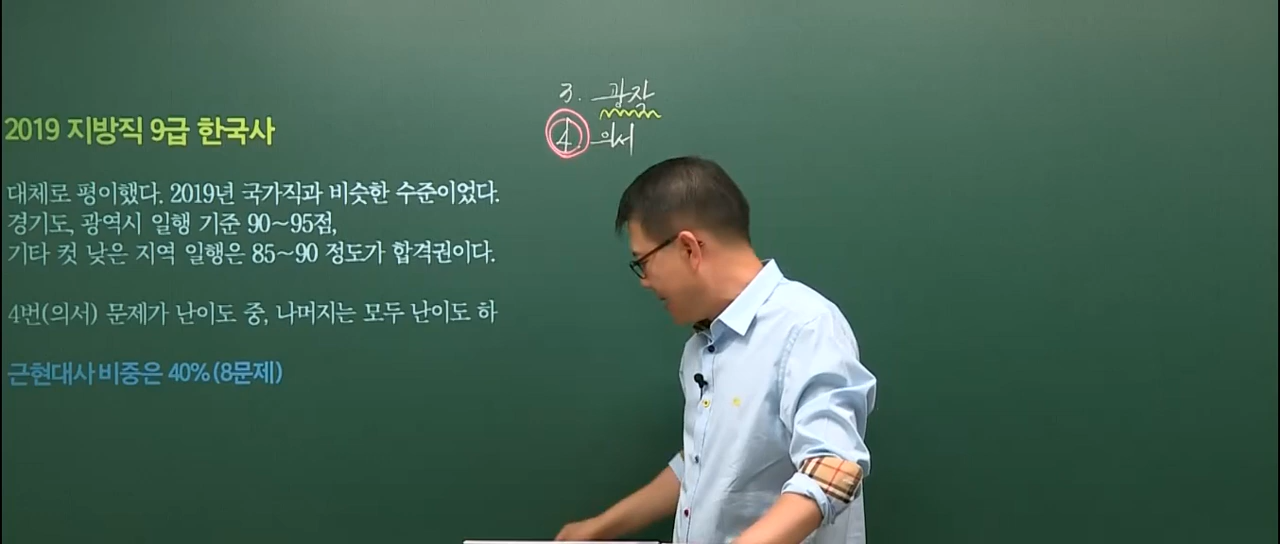 3. 광작
4. 의서
2019 지방직 9급 한국사
대체로 평이했다. 2019년 국가직과 비슷한 수준이었다.
경기도, 광역시 일행 기준 90~95점,
기타 컷 낮은 지역 일행은 85~90 정도가 합격권이다.
4번(의서) 문제가 난이도 중, 나머지는 모두 난이도 하
근현대사 비중은 40%(8문제)